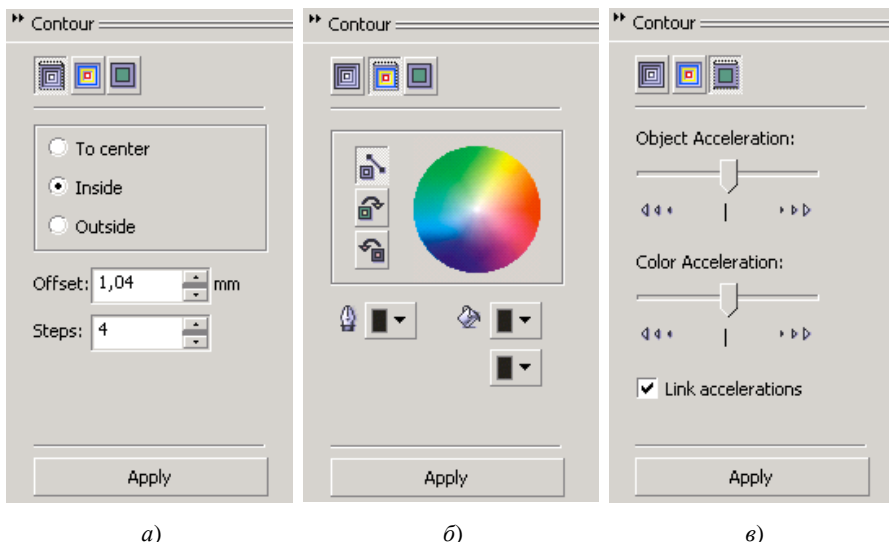 Contour
To center
Inside
Outside
Offset: 1,04 mm
Steps: 4
Apply
а)
Contour
Apply
б)
Contour
Object Acceleration:
Color Acceleration:
Link accelerations
Apply
в)